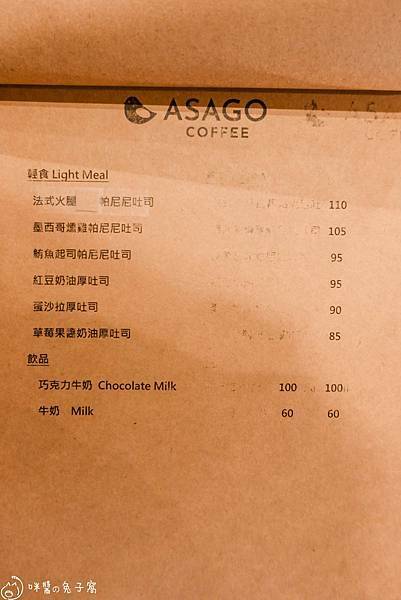 ASAGO
COFFEE
輕食 Light Meal
法式火腿 帕尼尼吐司 110
墨西哥燻雞帕尼尼吐司 105
鮪魚起司帕尼尼吐司 95
紅豆奶油厚吐司 95
蛋沙拉厚吐司 90
草莓果醬奶油厚吐司 85
飲品
巧克力牛奶 Chocolate Milk 100 100
牛奶 Milk 60 60
咪醬の兔子窩